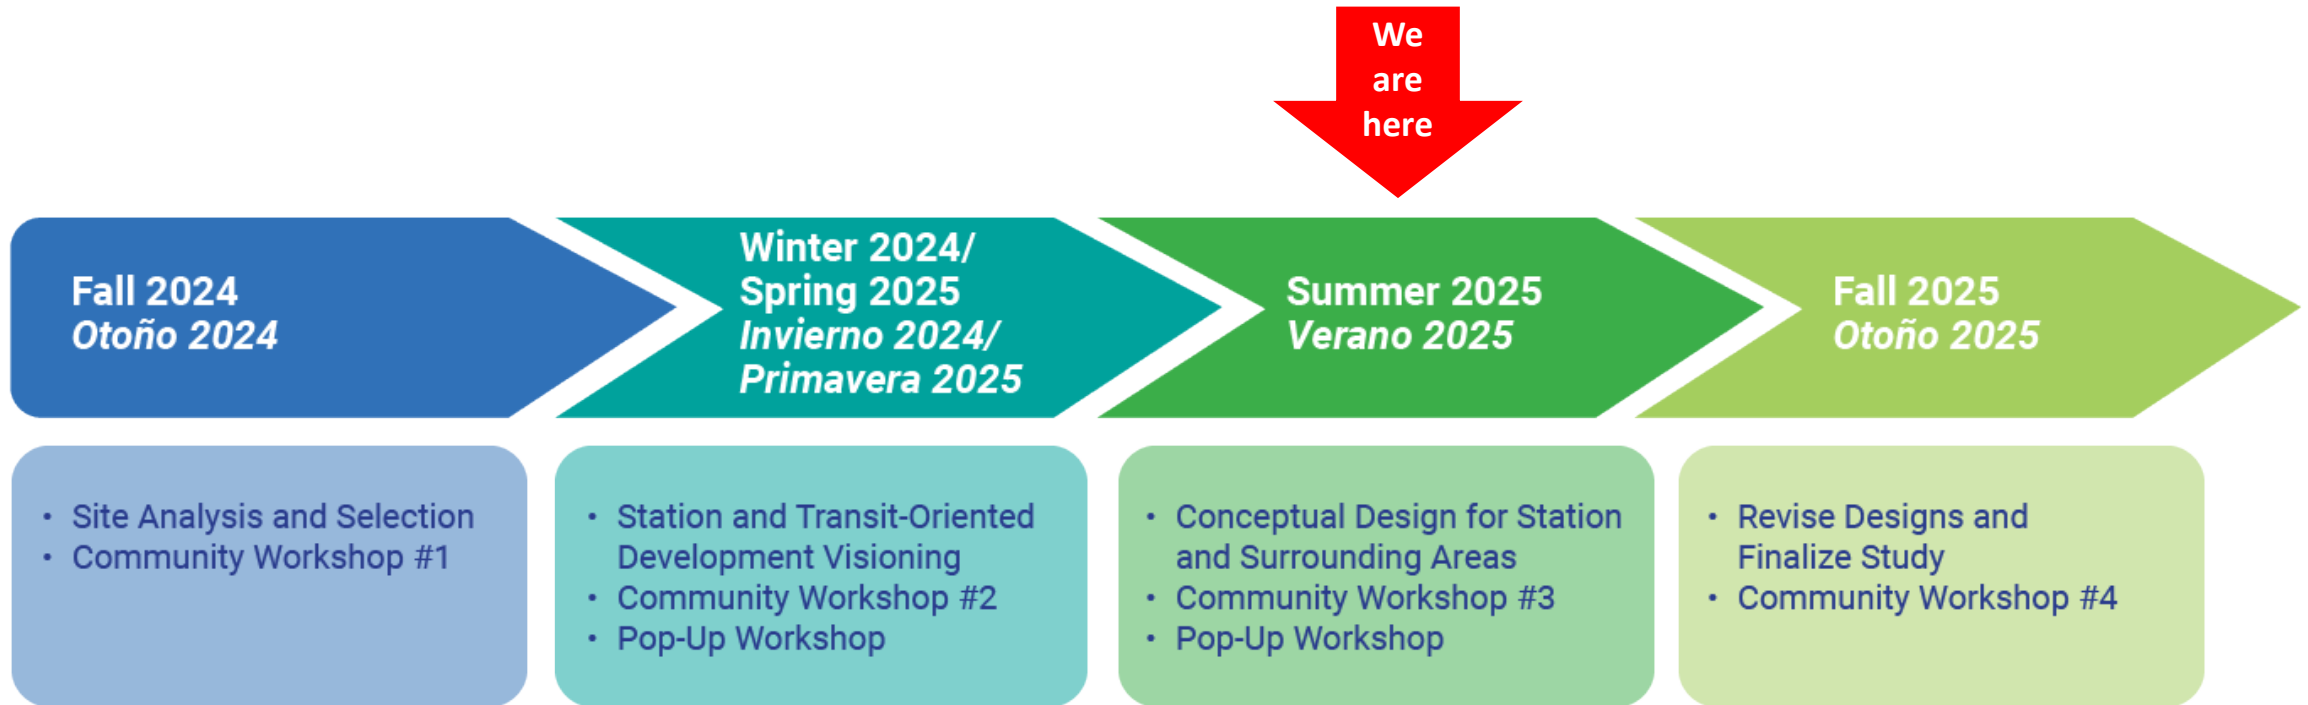 We
are
here
Fall 2024
Otoño 2024
Winter 2024/
Spring 2025
Invierno 2024/
Primavera 2025
Summer 2025
Verano 2025
Fall 2025
Otoño 2025
• Site Analysis and Selection
• Community Workshop #1
• Station and Transit-Oriented
Development Visioning
• Community Workshop #2
• Pop-Up Workshop
• Conceptual Design for Station
and Surrounding Areas
• Community Workshop #3
• Pop-Up Workshop
• Revise Designs and
Finalize Study
• Community Workshop #4